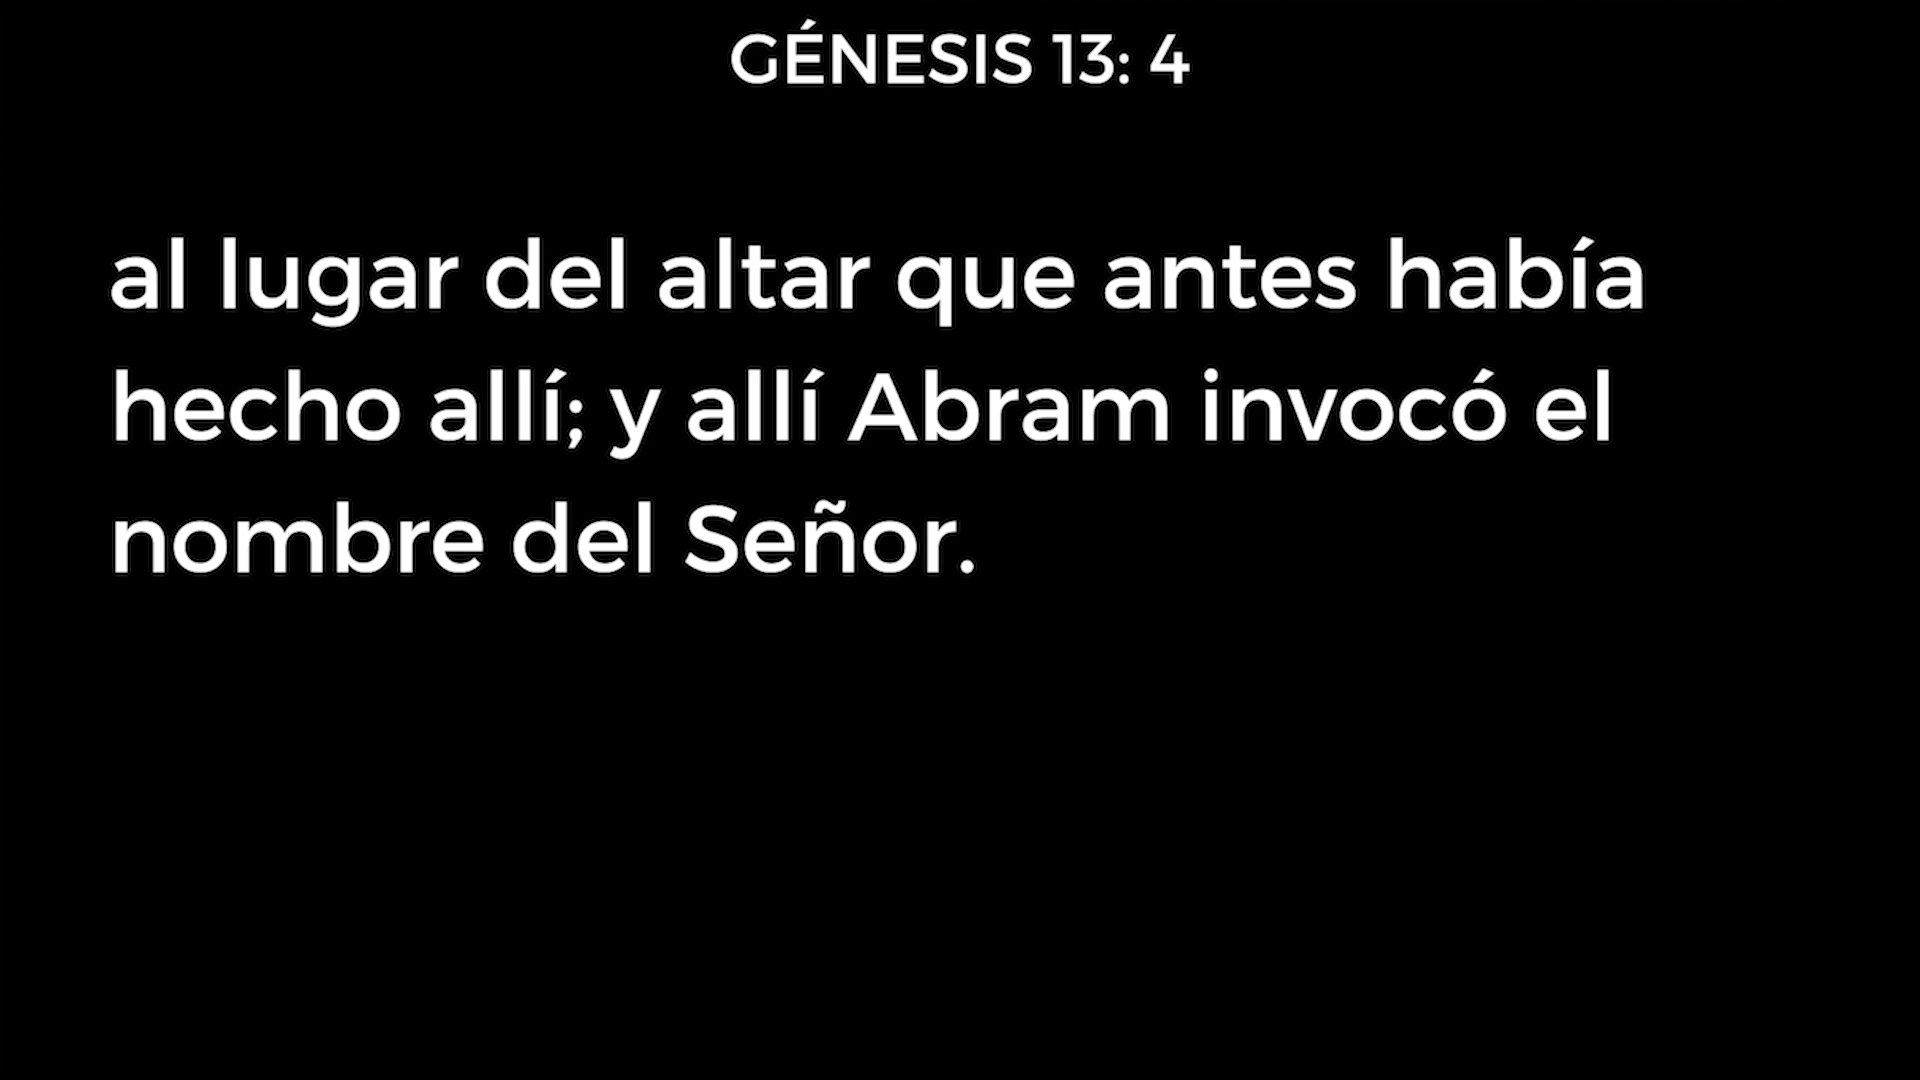 GÉNESIS 13: 4
al lugar del altar que antes había
hecho allí; y allí Abram invocó el
nombre del Señor.